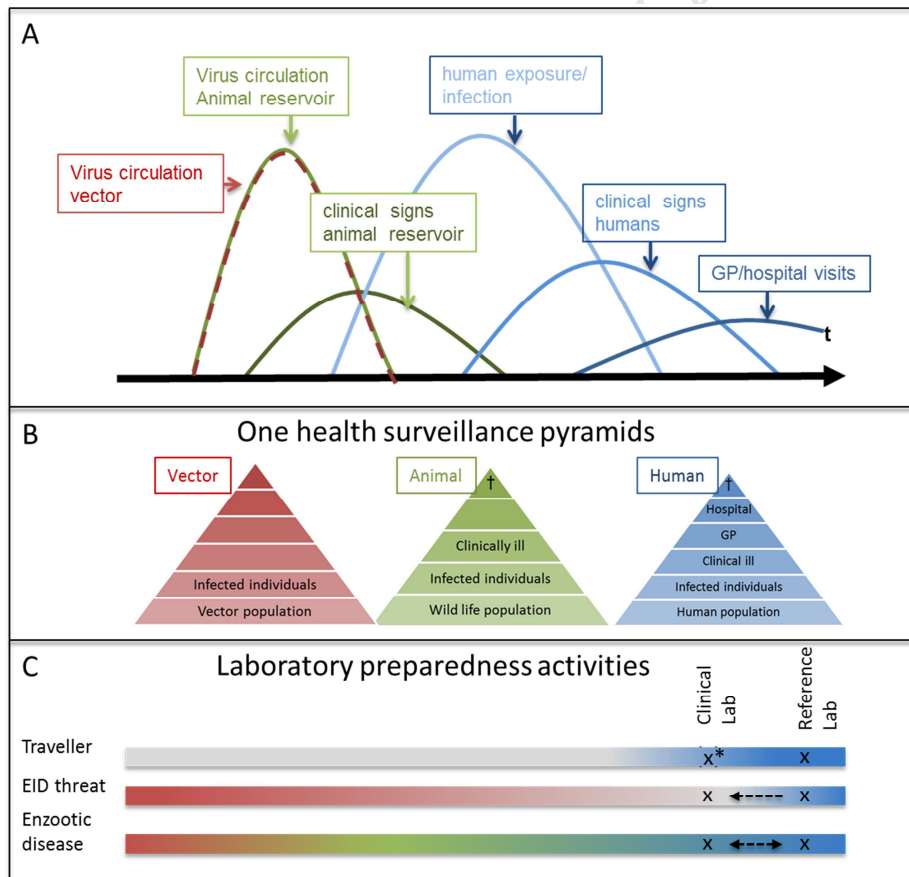 A
Virus circulation
Animal reservoir
human exposure/
infection
Virus circulation
vector
clinical signs
animal reservoir
clinical signs
humans
GP/hospital visits
t
B
One health surveillance pyramids
Vector
Animal
Human
†
†
Hospital
GP
Clinically ill
Clinical ill
Infected individuals
Infected individuals
Infected individuals
Vector population
Wild life population
Human population
C
Laboratory preparedness activities
Clinical
Lab
Reference
Lab
Traveller
x*
x
EID threat
x
x
Enzootic
disease
x
x